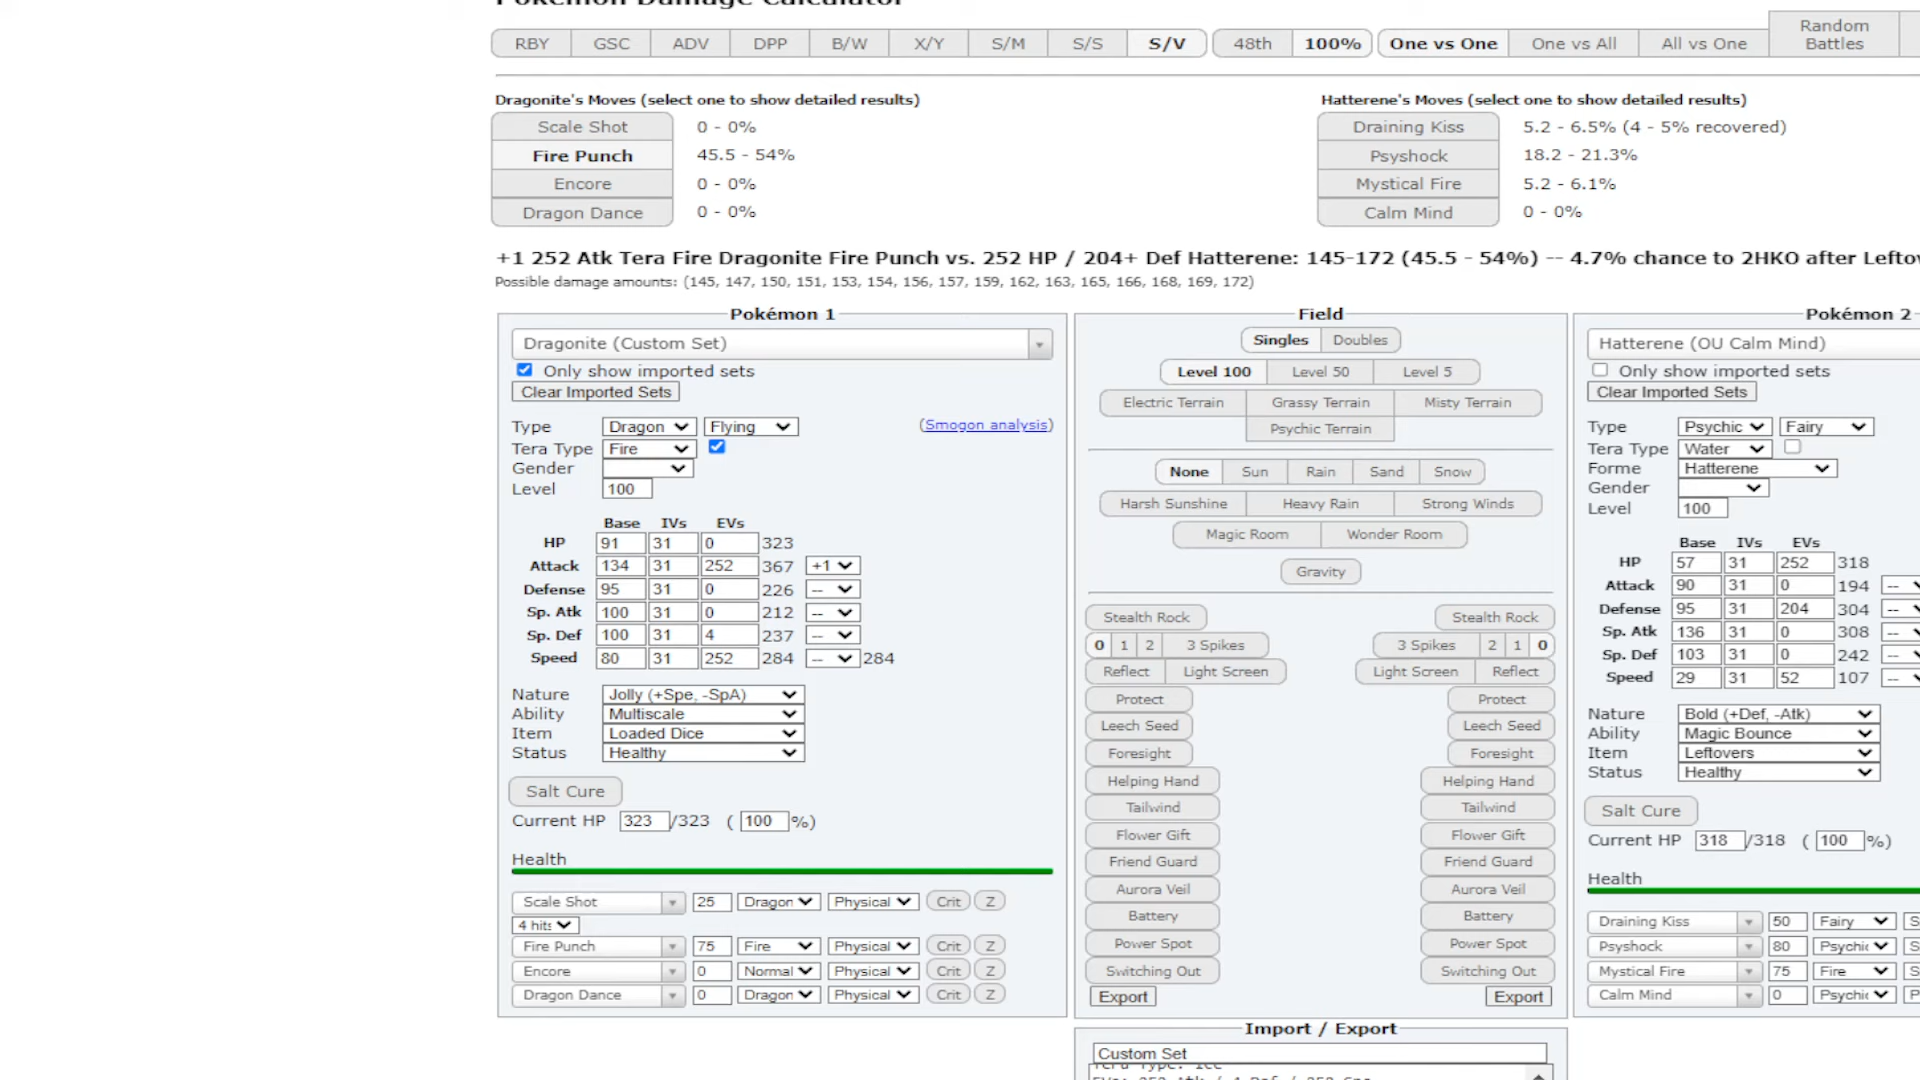 Pokémon Damage Calculator
RBY GSC ADV DPP B/W X/Y S/M S/S S/V 48th 100% One vs One One vs All All vs One Random Battles
Dragonite's Moves (select one to show detailed results)
Scale Shot 0 - 0%
Fire Punch 45.5 - 54%
Encore 0 - 0%
Dragon Dance 0 - 0%
Hatterene's Moves (select one to show detailed results)
Draining Kiss 5.2 - 6.5% (4 - 5% recovered)
Psyshock 18.2 - 21.3%
Mystical Fire 5.2 - 6.1%
Calm Mind 0 - 0%
+1 252 Atk Tera Fire Dragonite Fire Punch vs. 252 HP / 204+ Def Hatterene: 145-172 (45.5 - 54%) -- 4.7% chance to 2HKO after Leftov
Possible damage amounts: (145, 147, 150, 151, 153, 154, 156, 157, 159, 162, 163, 165, 166, 168, 169, 172)
Pokémon 1
Dragonite (Custom Set)
Only show imported sets
Clear Imported Sets
Type Dragon Flying (Smogon analysis)
Tera Type Fire
Gender
Level 100
Base IVs EVs
HP 91 31 0 323
Attack 134 31 252 367 +1
Defense 95 31 0 226 --
Sp. Atk 100 31 0 212 --
Sp. Def 100 31 4 237 --
Speed 80 31 252 284 -- 284
Nature Jolly (+Spe, -SpA)
Ability Multiscale
Item Loaded Dice
Status Healthy
Salt Cure
Current HP 323 /323 ( 100 %)
Health
Scale Shot 25 Dragon Physical Crit Z
4 hits
Fire Punch 75 Fire Physical Crit Z
Encore 0 Normal Physical Crit Z
Dragon Dance 0 Dragon Physical Crit Z
Field
Singles Doubles
Level 100 Level 50 Level 5
Electric Terrain Grassy Terrain Misty Terrain
Psychic Terrain
None Sun Rain Sand Snow
Harsh Sunshine Heavy Rain Strong Winds
Magic Room Wonder Room
Gravity
Stealth Rock Stealth Rock
0 1 2 3 Spikes 3 Spikes 2 1 0
Reflect Light Screen Light Screen Reflect
Protect Protect
Leech Seed Leech Seed
Foresight Foresight
Helping Hand Helping Hand
Tailwind Tailwind
Flower Gift Flower Gift
Friend Guard Friend Guard
Aurora Veil Aurora Veil
Battery Battery
Power Spot Power Spot
Switching Out Switching Out
Export Export
Import / Export
Custom Set
Tera Type: Ice
Pokémon 2
Hatterene (OU Calm Mind)
Only show imported sets
Clear Imported Sets
Type Psychic Fairy
Tera Type Water
Forme Hatterene
Gender
Level 100
Base IVs EVs
HP 57 31 252 318
Attack 90 31 0 194 --
Defense 95 31 204 304 --
Sp. Atk 136 31 0 308 --
Sp. Def 103 31 0 242 --
Speed 29 31 52 107 --
Nature Bold (+Def, -Atk)
Ability Magic Bounce
Item Leftovers
Status Healthy
Salt Cure
Current HP 318 /318 ( 100 %)
Health
Draining Kiss 50 Fairy S
Psyshock 80 Psychic S
Mystical Fire 75 Fire S
Calm Mind 0 Psychic P